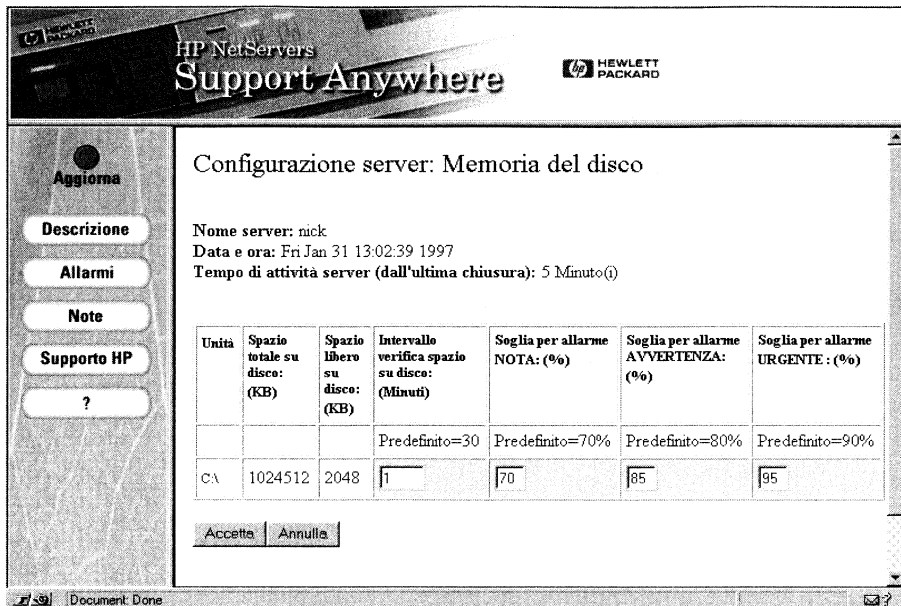 HEWLETT
PACKARD
HP NetServers
Support Anywhere
hp HEWLETT
PACKARD
Aggiorna
Descrizione
Allarmi
Note
Supporto HP
?
Configurazione server: Memoria del disco
Nome server: nick
Data e ora: Fri Jan 31 13:02:39 1997
Tempo di attività server (dall'ultima chiusura): 5 Minuto(i)
Unità
Spazio
totale su
disco:
(KB)
Spazio
libero
su
disco:
(KB)
Intervallo
verifica spazio
su disco:
(Minuti)
Soglia per allarme
NOTA: (%)
Soglia per allarme
AVVERTENZA:
(%)
Soglia per allarme
URGENTE : (%)
Predefinito=30 Predefinito=70% Predefinito=80% Predefinito=90%
C:\ 1024512 2048 1 70 85 95
Accetta Annulla
Document: Done